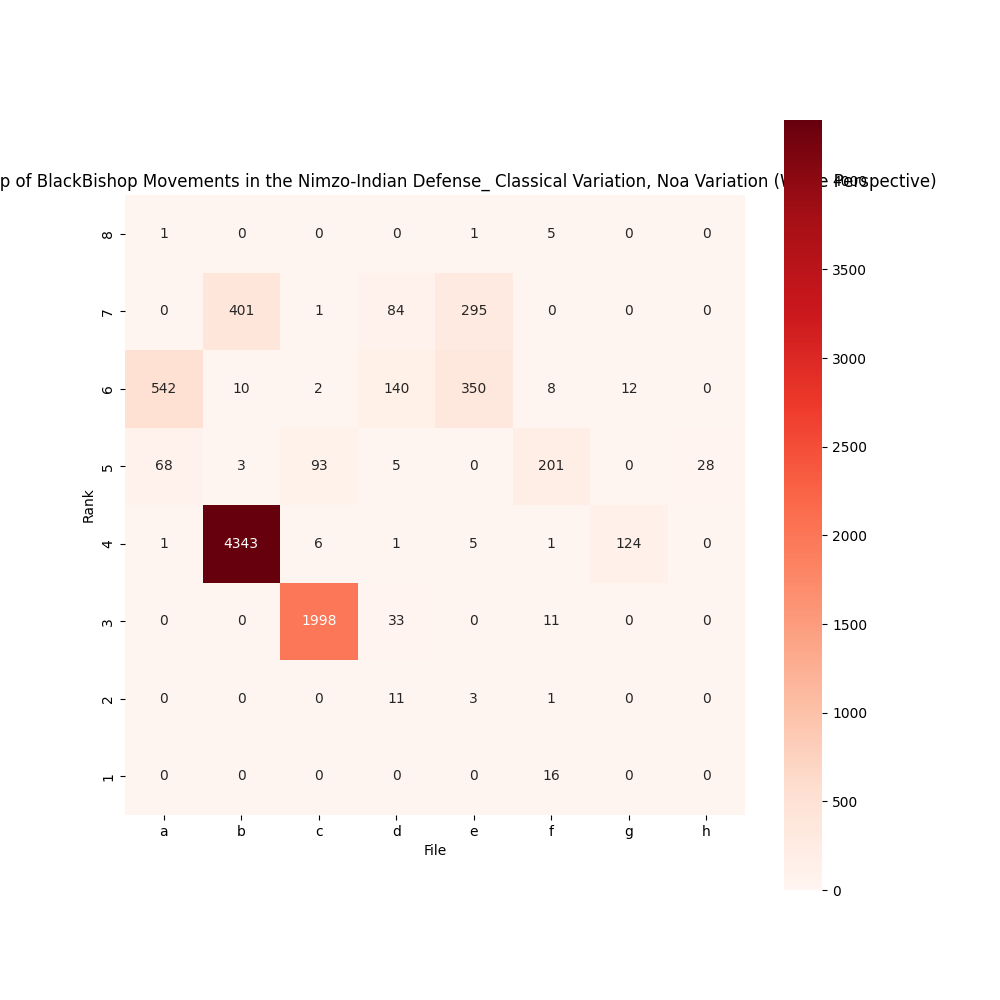 p of BlackBishop Movements in the Nimzo-Indian Defense_ Classical Variation, Noa Variation (W e Perspective)
8 1 0 0 0 1 5 0 0
7 0 401 1 84 295 0 0 0
6 542 10 2 140 350 8 12 0
5 68 3 93 5 0 201 0 28
Rank
4 1 4343 6 1 5 1 124 0
3 0 0 1998 33 0 11 0 0
2 0 0 0 11 3 1 0 0
1 0 0 0 0 0 16 0 0
a b c d e f g h
File
4000
3500
3000
2500
2000
1500
1000
500
0